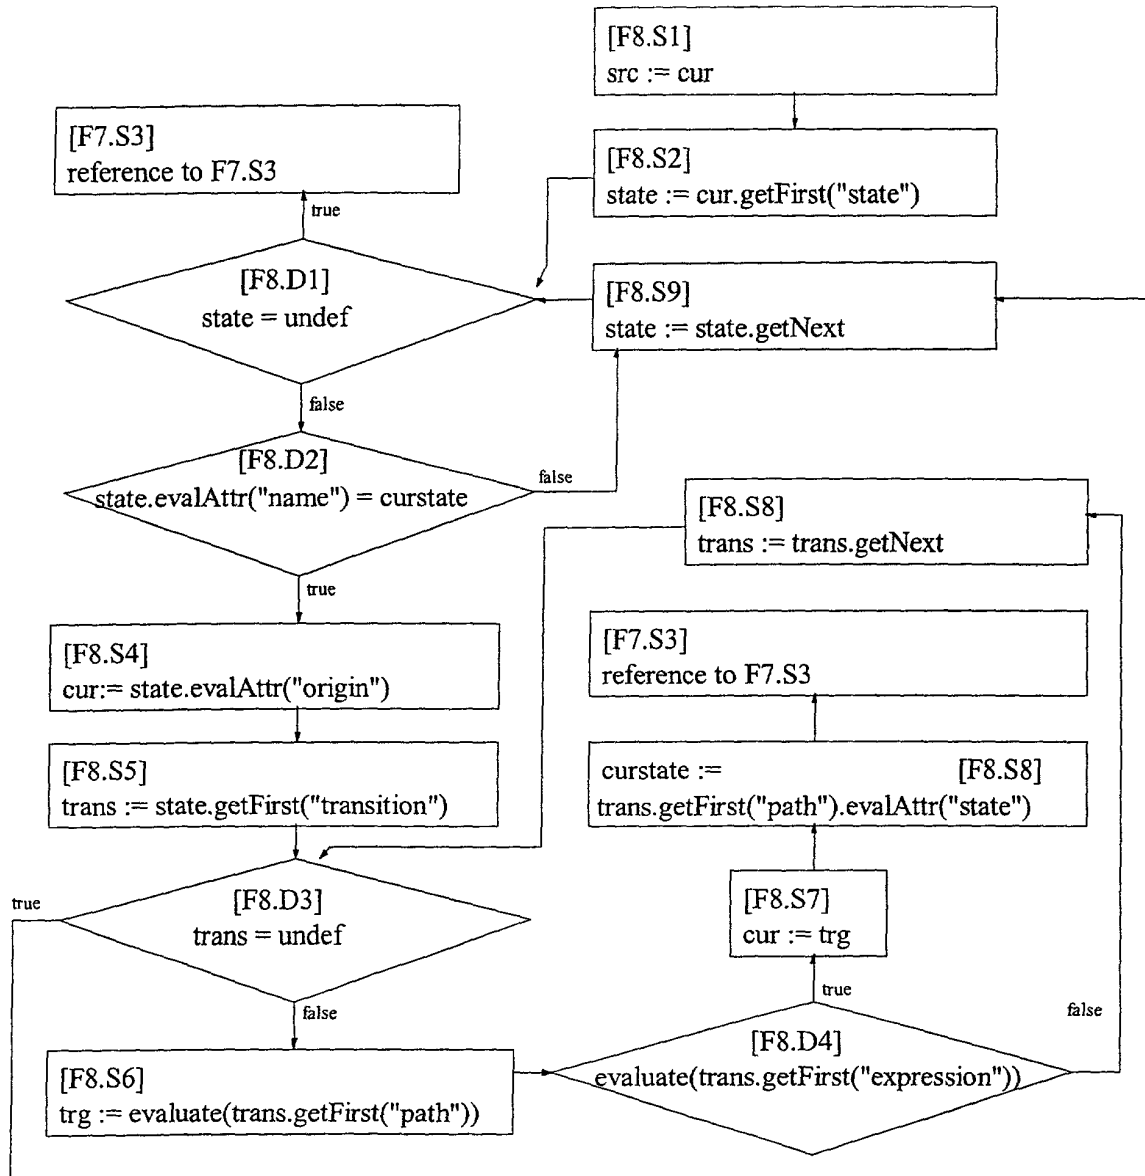 [F8.S1]
src := cur
[F7.S3]
reference to F7.S3
[F8.S2]
state := cur.getFirst("state")
true
[F8.D1]
state = undef
[F8.S9]
state := state.getNext
false
[F8.D2]
state.evalAttr("name") = curstate
false
[F8.S8]
trans := trans.getNext
true
[F8.S4]
cur:= state.evalAttr("origin")
[F7.S3]
reference to F7.S3
[F8.S5]
trans := state.getFirst("transition")
curstate := [F8.S8]
trans.getFirst("path").evalAttr("state")
true
[F8.D3]
trans = undef
[F8.S7]
cur := trg
true
false
false
[F8.S6]
trg := evaluate(trans.getFirst("path"))
[F8.D4]
evaluate(trans.getFirst("expression"))